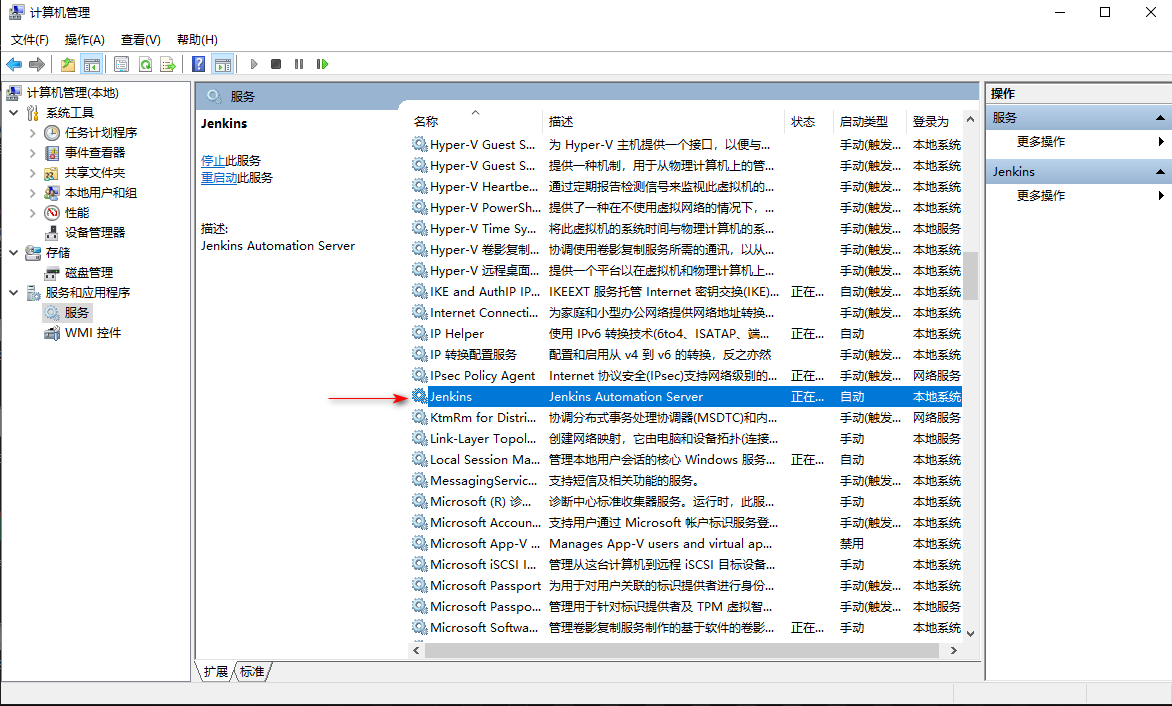 计算机管理
文件(F) 操作(A) 查看(V) 帮助(H)
计算机管理(本地)
系统工具
任务计划程序
事件查看器
共享文件夹
本地用户和组
性能
设备管理器
存储
磁盘管理
服务和应用程序
服务
WMI 控件
服务
Jenkins
停止此服务
重启动此服务
描述:
Jenkins Automation Server
名称 描述 状态 启动类型 登录为
Hyper-V Guest S... 为 Hyper-V 主机提供一个接口，以便与... 手动(触发... 本地系统
Hyper-V Guest S... 提供一种机制，用于从物理计算机上的管... 手动(触发... 本地系统
Hyper-V Heartbe... 通过定期报告检测信号来监视此虚拟机的... 手动(触发... 本地系统
Hyper-V PowerSh... 提供了一种在不使用虚拟网络的情况下，... 手动(触发... 本地系统
Hyper-V Time Sy... 将此虚拟机的系统时间与物理计算机的系... 手动(触发... 本地服务
Hyper-V 卷影复制... 协调使用卷影复制服务所需的通讯，以从... 手动(触发... 本地系统
Hyper-V 远程桌面... 提供一个平台以在虚拟机和物理计算机上... 手动(触发... 本地系统
IKE and AuthIP IP... IKEEXT 服务托管 Internet 密钥交换(IKE)... 正在... 自动(触发... 本地系统
Internet Connecti... 为家庭和小型办公网络提供网络地址转换... 手动(触发... 本地系统
IP Helper 使用 IPv6 转换技术(6to4、ISATAP、端... 正在... 自动 本地系统
IP 转换配置服务 配置和启用从 v4 到 v6 的转换，反之亦然 手动(触发... 本地系统
IPsec Policy Agent Internet 协议安全(IPsec)支持网络级别的... 正在... 手动(触发... 网络服务
Jenkins Jenkins Automation Server 正在... 自动 本地系统
KtmRm for Distri... 协调分布式事务处理协调器(MSDTC)和内... 手动(触发... 网络服务
Link-Layer Topol... 创建网络映射，它由电脑和设备拓扑(连接... 手动 本地服务
Local Session Ma... 管理本地用户会话的核心 Windows 服务... 正在... 自动 本地系统
MessagingServic... 支持短信及相关功能的服务。 手动(触发... 本地系统
Microsoft (R) 诊... 诊断中心标准收集器服务。运行时，此服... 手动 本地系统
Microsoft Accoun... 支持用户通过 Microsoft 帐户标识服务登... 手动(触发... 本地系统
Microsoft App-V ... Manages App-V users and virtual ap... 禁用 本地系统
Microsoft iSCSI I... 管理从这台计算机到远程 iSCSI 目标设备... 手动 本地系统
Microsoft Passport 为用于对用户关联的标识提供者进行身份... 手动(触发... 本地系统
Microsoft Passpo... 管理用于针对标识提供者及 TPM 虚拟智... 手动(触发... 本地服务
Microsoft Softwa... 管理卷影复制服务制作的基于软件的卷影... 正在... 手动 本地系统
扩展 标准
操作
服务
更多操作
Jenkins
更多操作